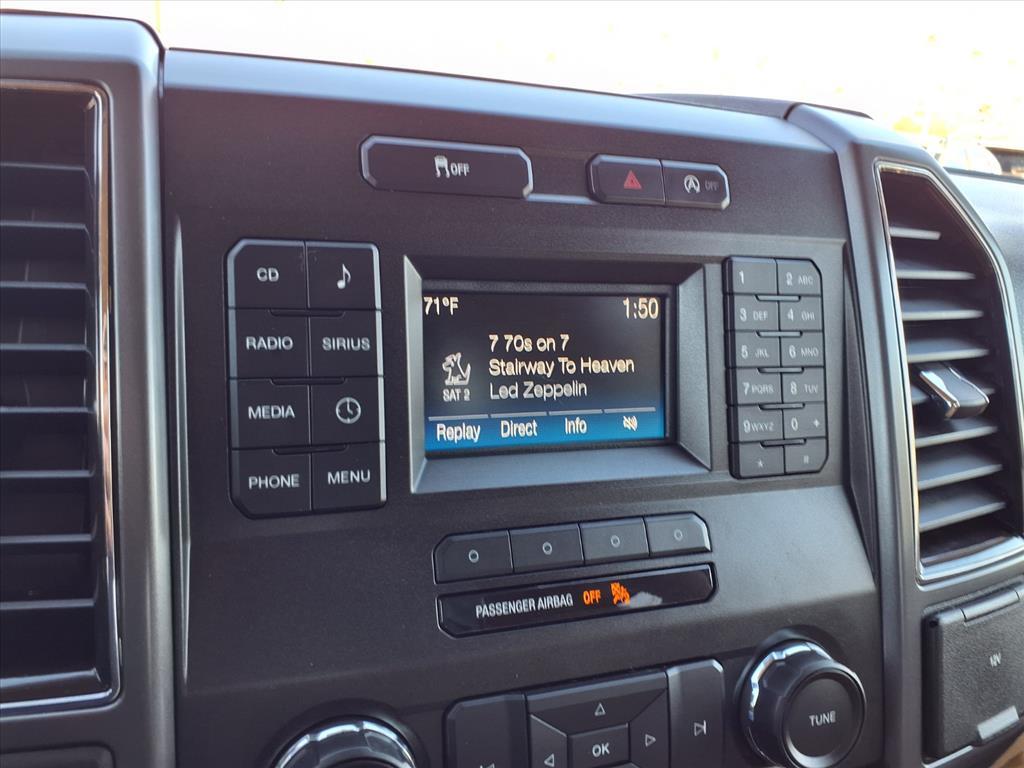 OFF
OFF
CD
RADIO SIRIUS
MEDIA
PHONE MENU
71°F 1:50
7 70s on 7
Stairway To Heaven
SAT 2
Led Zeppelin
Replay Direct Info
1 2 ABC
3 DEF 4 GHI
5 JKL 6 MNO
7 PQRS 8 TUV
9 WXYZ 0 +
* #
PASSENGER AIRBAG OFF
OK
TUNE
12V